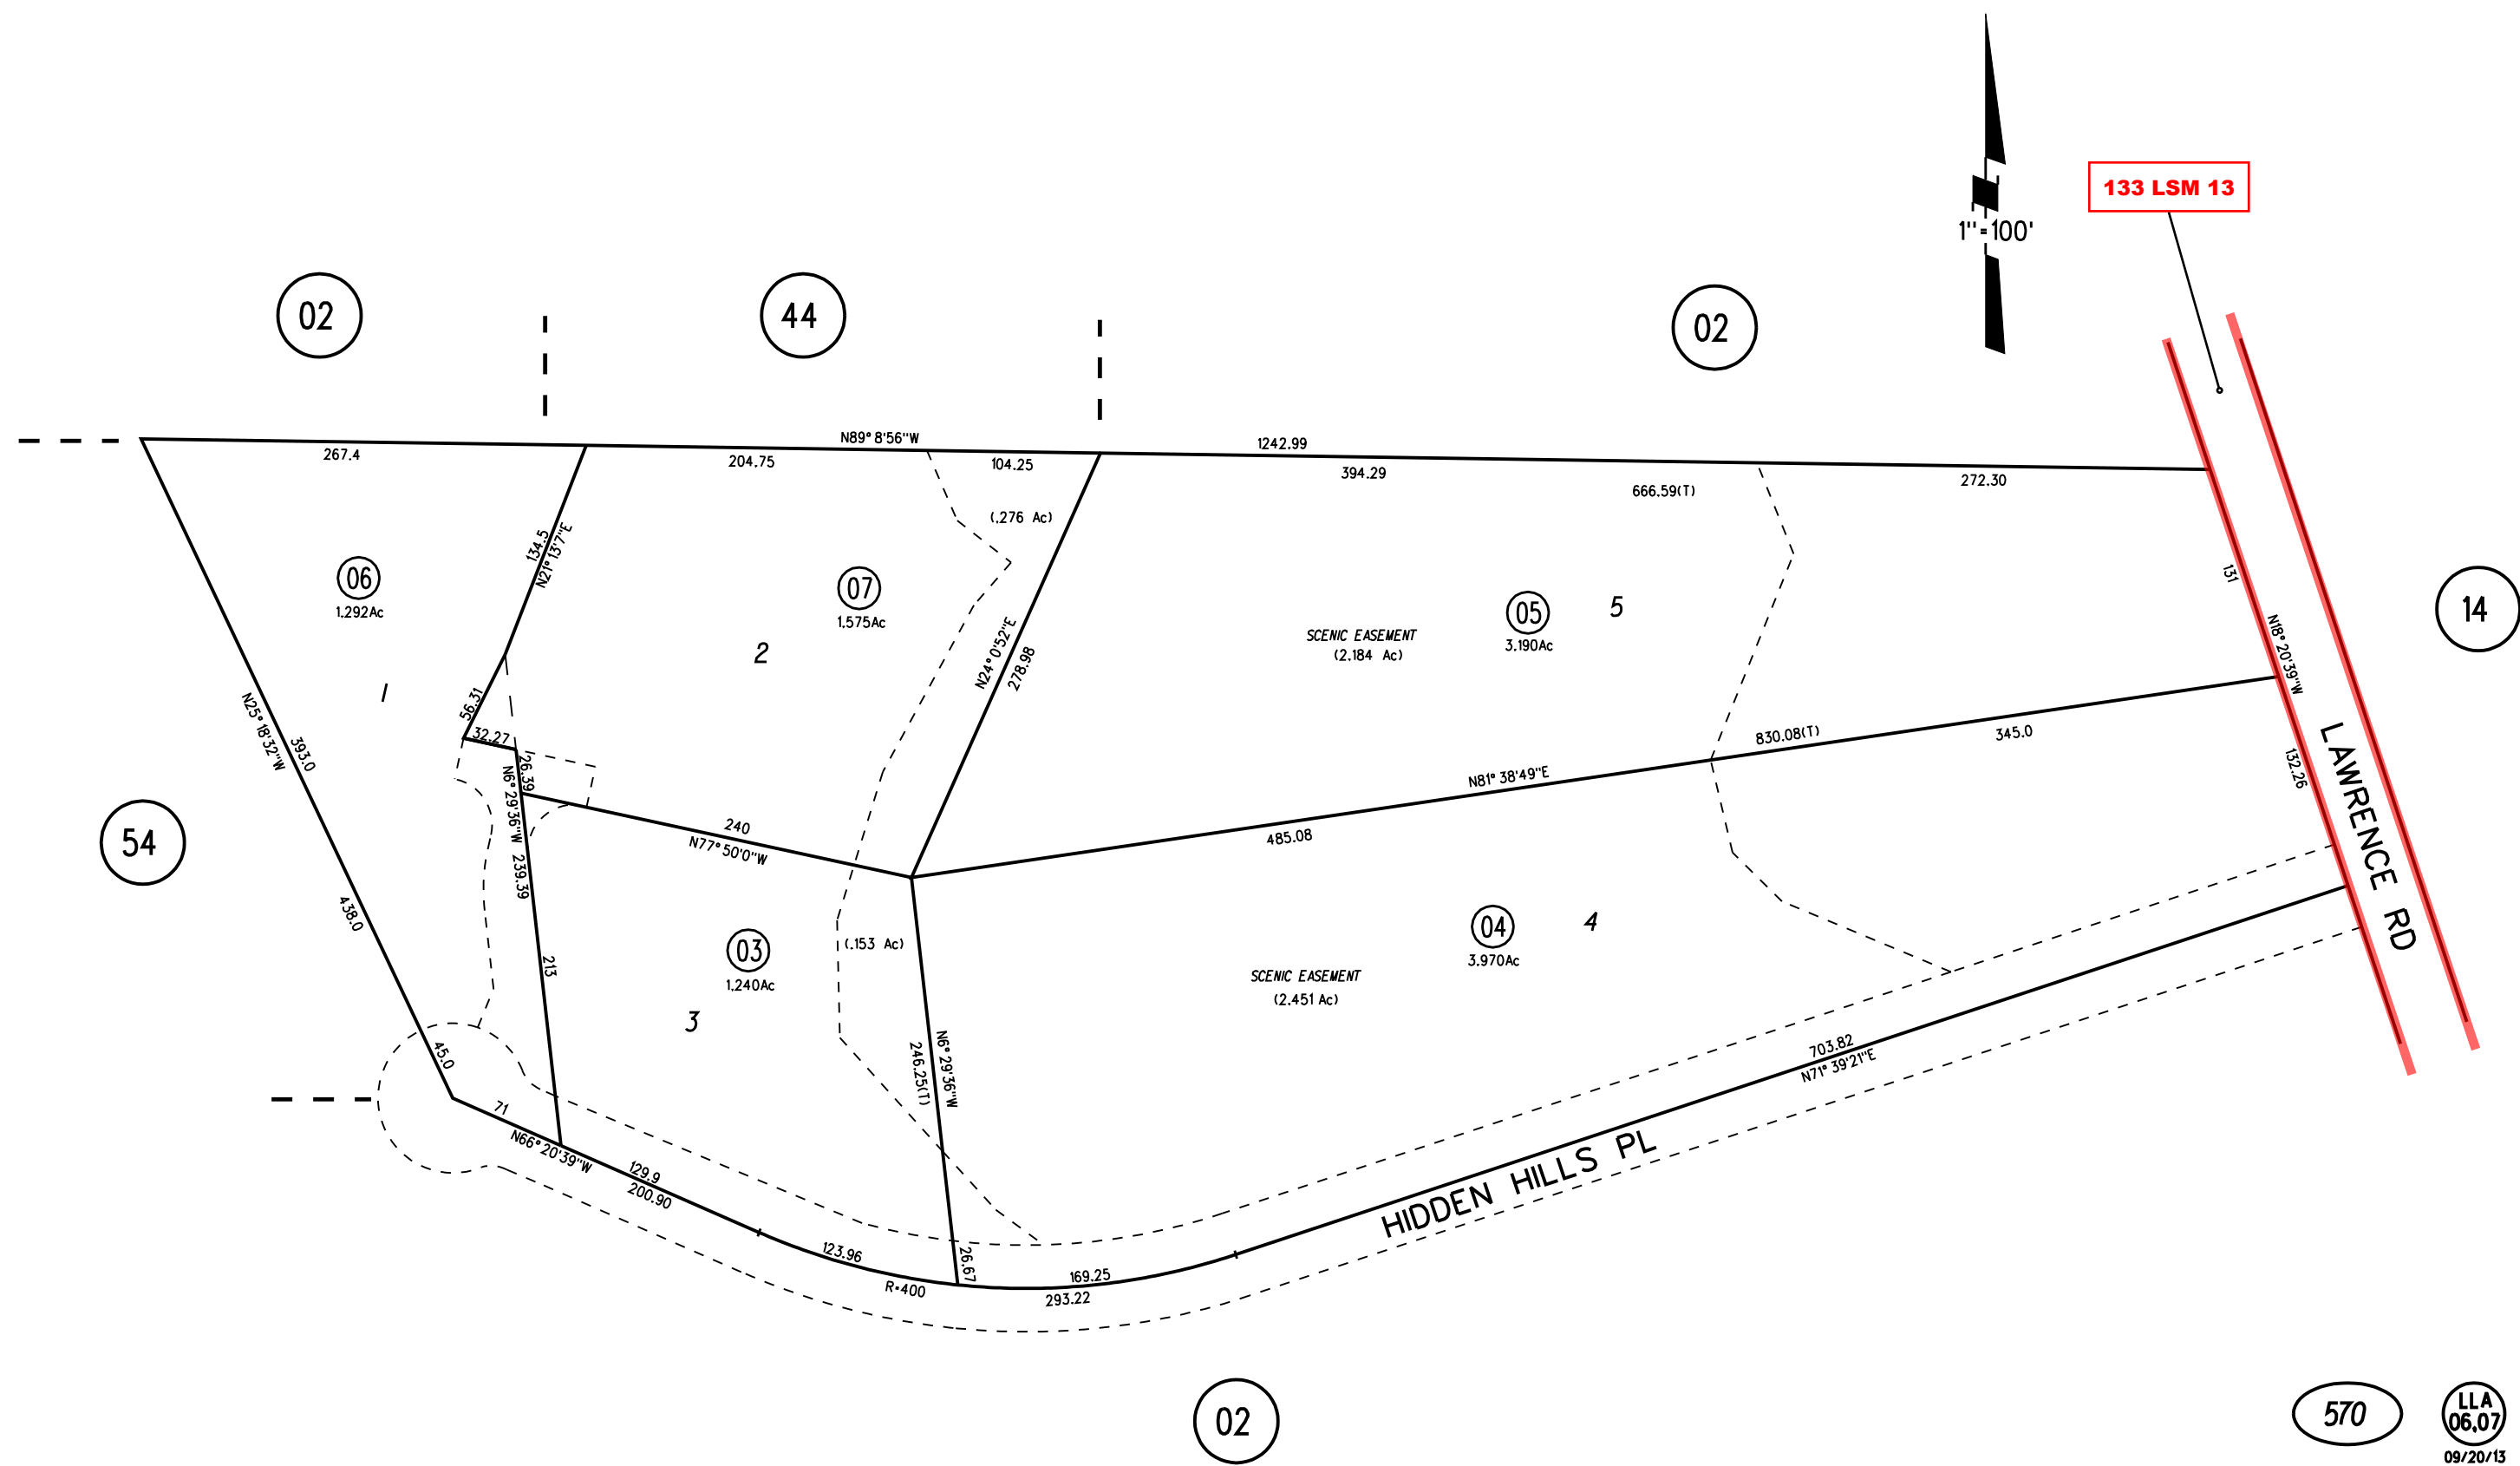 133 LSM 13
1"=100'
02
44
02
N89° 8'56"W
1242.99
267.4
204.75
104.25
394.29
666.59(T)
272.30
(.276 Ac)
134.5
N21° 13'7"E
06
1.292Ac
07
1.575Ac
05
3.190Ac
5
131
14
SCENIC EASEMENT
(2.184 Ac)
2
N24° 0'52"E
278.98
N18° 20'39"W
1
56.31
32.27
26.39
N25° 18'32"W
393.0
830.08(T)
345.0
N81° 38'49"E
132.26
LAWRENCE RD
54
N6° 29'36"W
239.39
240
N77° 50'0"W
485.08
438.0
04
3.970Ac
4
03
1.240Ac
(.153 Ac)
213
SCENIC EASEMENT
(2.451 Ac)
3
45.0
N6° 29'36"W
246.25(T)
703.82
N71° 39'21"E
71
N66° 20'39"W
129.9
200.90
HIDDEN HILLS PL
123.96
26.67
R=400
169.25
293.22
02
570
LLA
06,07
09/20/13